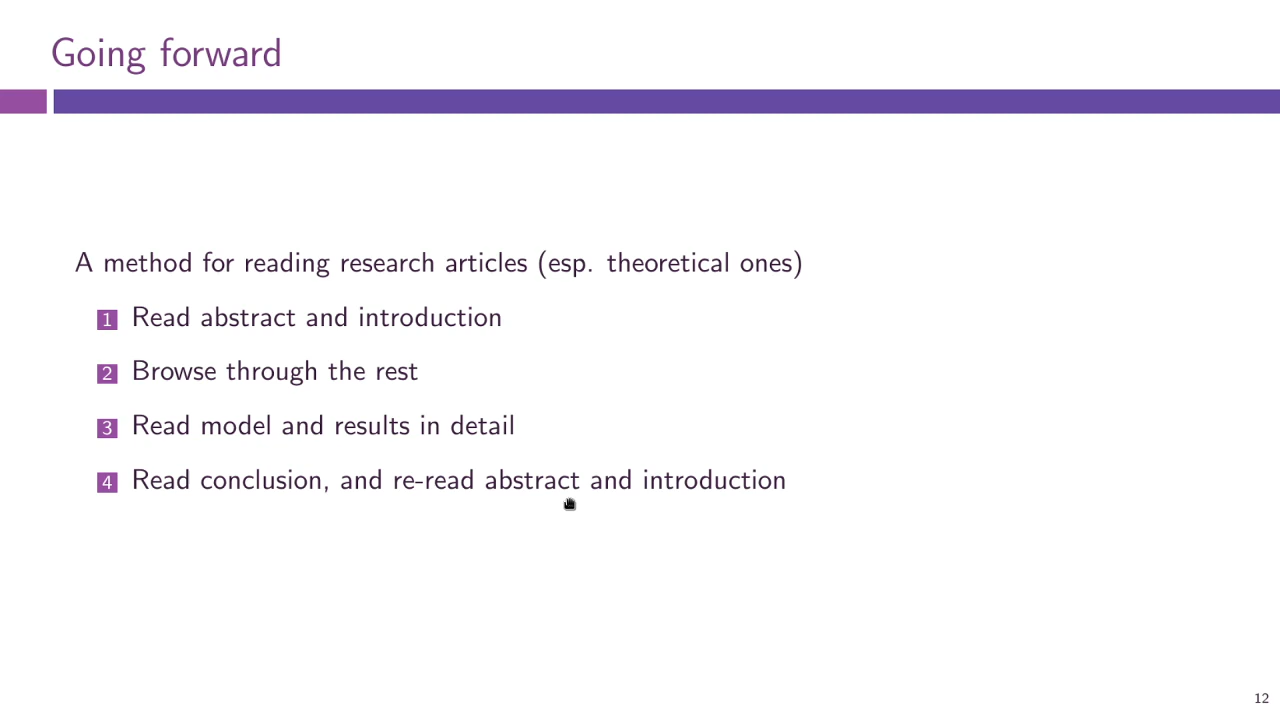 Going forward
A method for reading research articles (esp. theoretical ones)
1 Read abstract and introduction
2 Browse through the rest
3 Read model and results in detail
4 Read conclusion, and re-read abstract and introduction
12